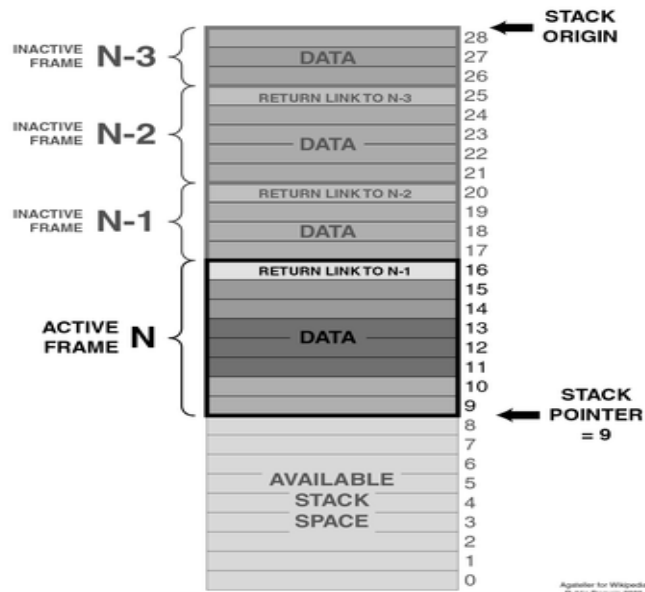 STACK
ORIGIN
28
INACTIVE
FRAME N-3
DATA
27
26
RETURN LINK TO N-3
25
24
INACTIVE
FRAME N-2
23
DATA
22
21
RETURN LINK TO N-2
20
19
INACTIVE
FRAME N-1
DATA
18
17
RETURN LINK TO N-1
16
15
14
ACTIVE
FRAME N
13
DATA
12
11
10
9
STACK
POINTER
= 9
8
7
6
AVAILABLE
STACK
SPACE
5
4
3
2
1
0
Agateller for Wikipedia